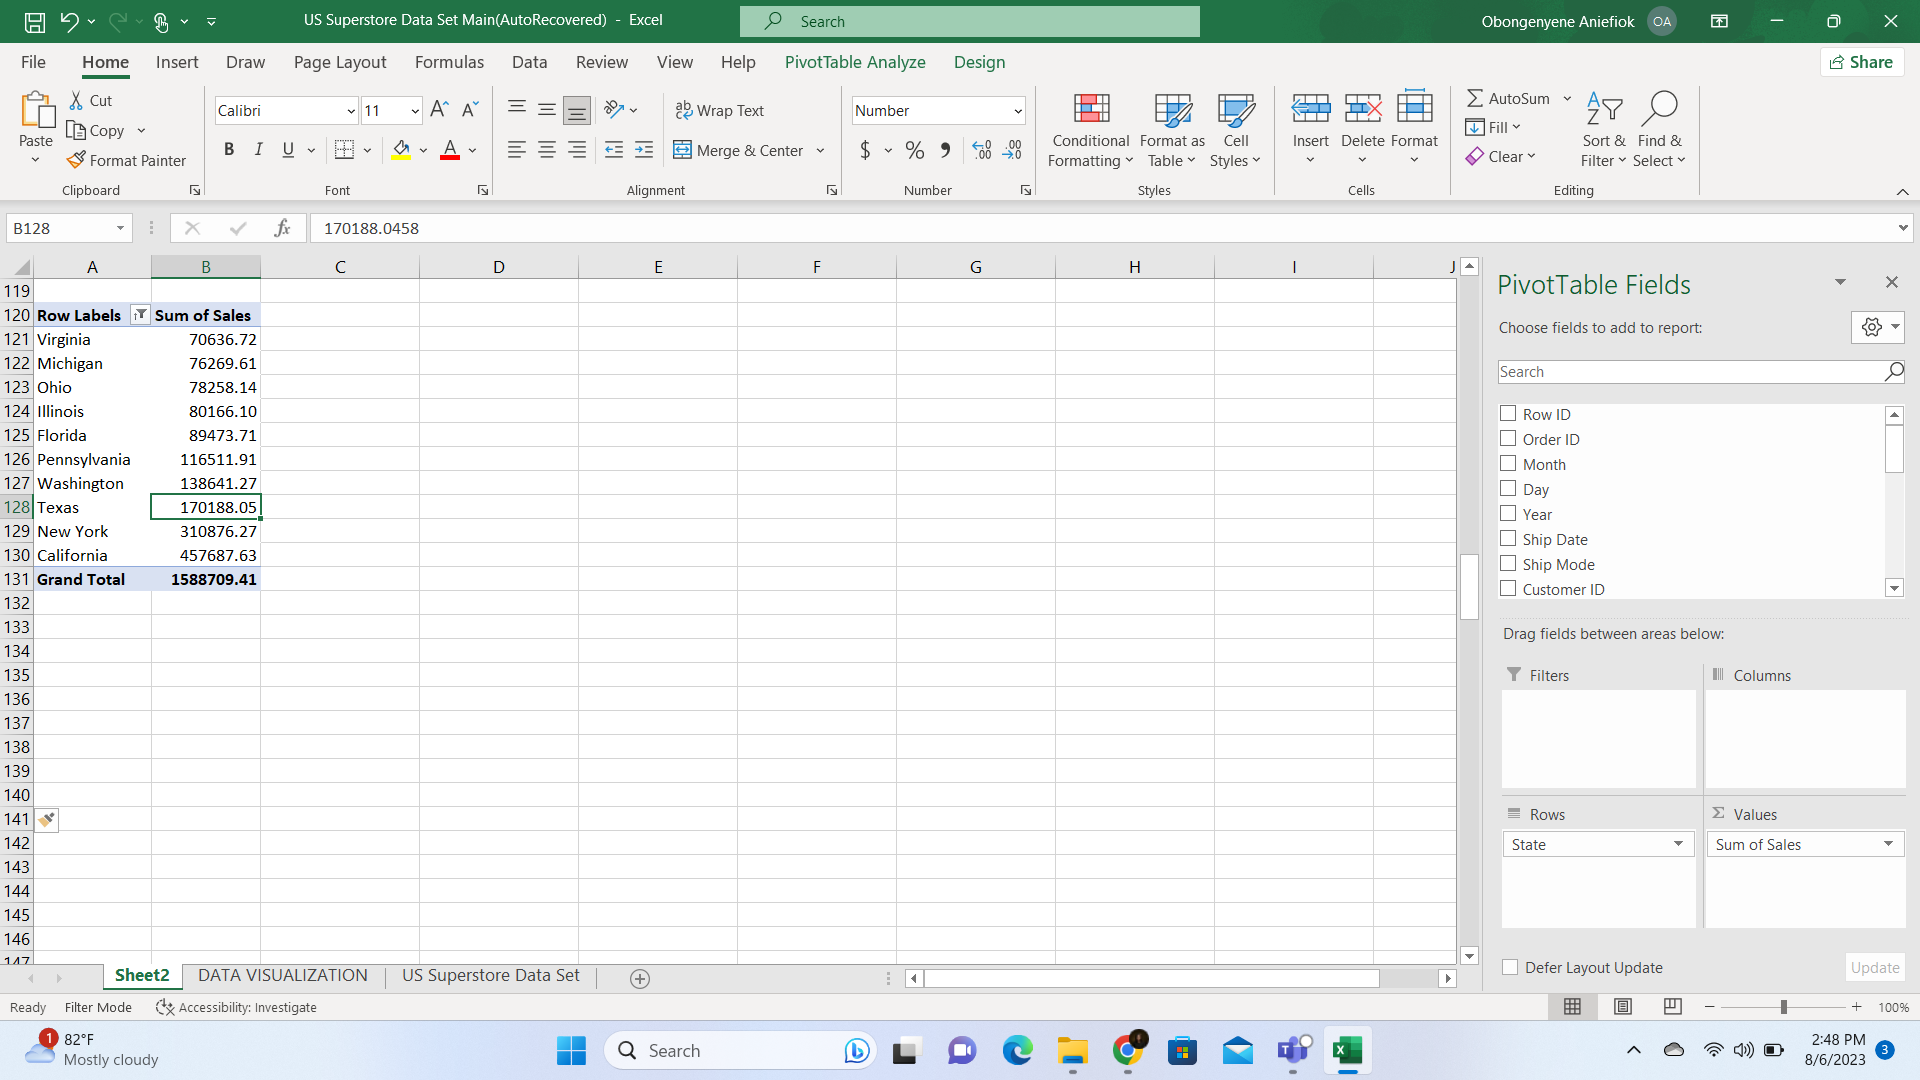 US Superstore Data Set Main(AutoRecovered) - Excel
Search
Obongenyene Aniefiok
OA
File Home Insert Draw Page Layout Formulas Data Review View Help PivotTable Analyze Design
Share
Paste
Cut
Copy
Format Painter
Clipboard
Calibri 11
B I U
Font
Wrap Text
Merge & Center
Alignment
Number
$ % ,
Number
Conditional Formatting
Format as Table
Cell Styles
Styles
Insert Delete Format
Cells
AutoSum
Fill
Clear
Sort & Filter
Find & Select
Editing
B128
fx
170188.0458
A B C D E F G H I J
119
120 Row Labels Sum of Sales
121 Virginia 70636.72
122 Michigan 76269.61
123 Ohio 78258.14
124 Illinois 80166.10
125 Florida 89473.71
126 Pennsylvania 116511.91
127 Washington 138641.27
128 Texas 170188.05
129 New York 310876.27
130 California 457687.63
131 Grand Total 1588709.41
132
133
134
135
136
137
138
139
140
141
142
143
144
145
146
147
PivotTable Fields
Choose fields to add to report:
Search
Row ID
Order ID
Month
Day
Year
Ship Date
Ship Mode
Customer ID
Drag fields between areas below:
Filters
Columns
Rows
Values
State
Sum of Sales
Defer Layout Update
Update
Sheet2 DATA VISUALIZATION US Superstore Data Set
Ready Filter Mode Accessibility: Investigate
100%
1
82°F
Mostly cloudy
Search
2:48 PM
8/6/2023
3